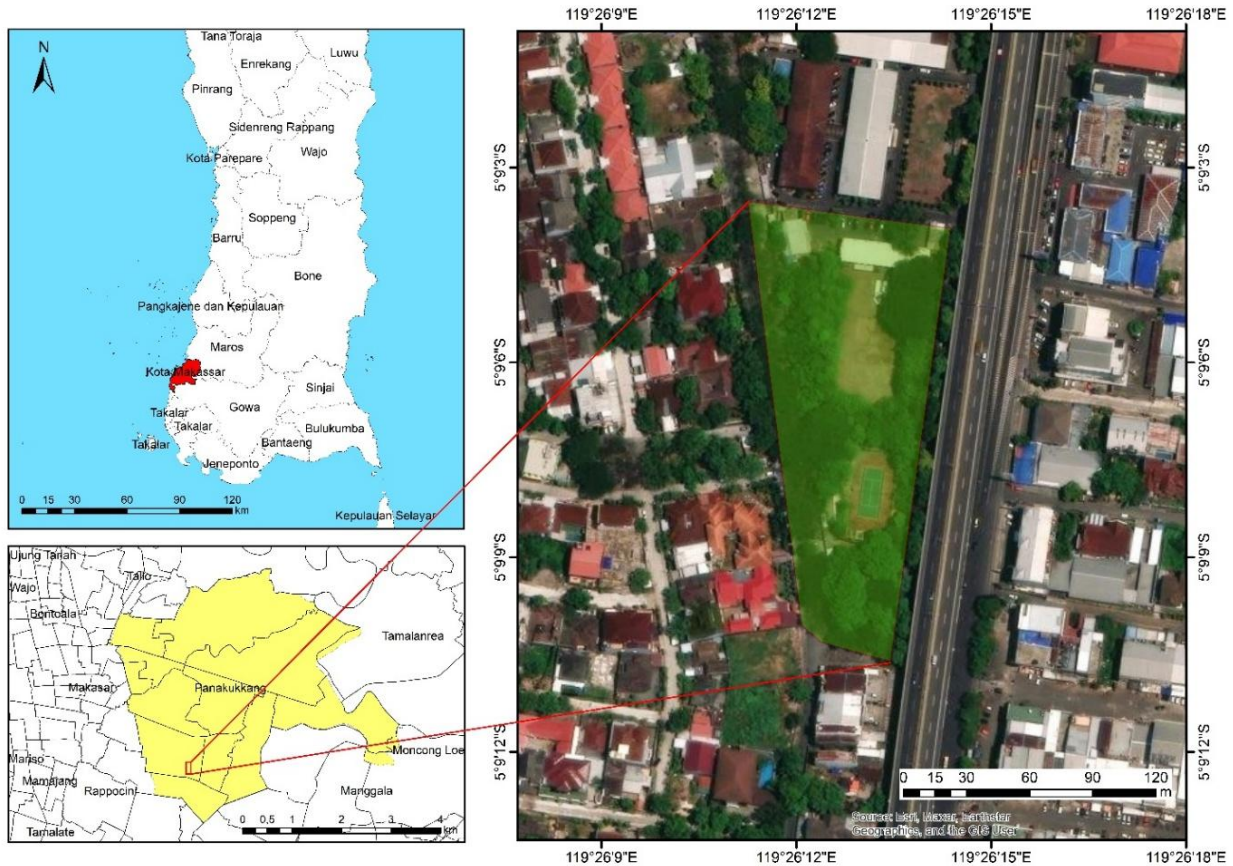 N
Tana Toraja
Luwu
Enrekang
Pinrang
Sidenreng Rappang
Wajo
Kota Parepare
Soppeng
Barru
Bone
Pangkajene dan Kepulauan
Maros
Kota Makassar
Sinjai
Gowa
Takalar
Takalar
Bulukumba
Takalar
Bantaeng
Jeneponto
0 15 30 60 90 120
km
Kepulauan Selayar
Ujung Tanah
Tallo
Wajo
Bontoala
Tamalanrea
Makasar
Panakukkang
Mariso
Moncong Loe
Mamajang
Rappocini
Manggala
Tamalate
0 0,5 1 2 3 4
km
119°26'9"E 119°26'12"E 119°26'15"E 119°26'18"E
5°9'3"S 5°9'3"S
5°9'6"S 5°9'6"S
5°9'9"S 5°9'9"S
5°9'12"S 5°9'12"S
0 15 30 60 90 120
m
Source: Esri, Maxar, Earthstar
Geographics, and the GIS User
119°26'9"E 119°26'12"E 119°26'15"E 119°26'18"E